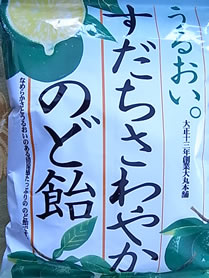 うるおい。
大正十三年創業大丸本舗
すだちさわやか
のど飴